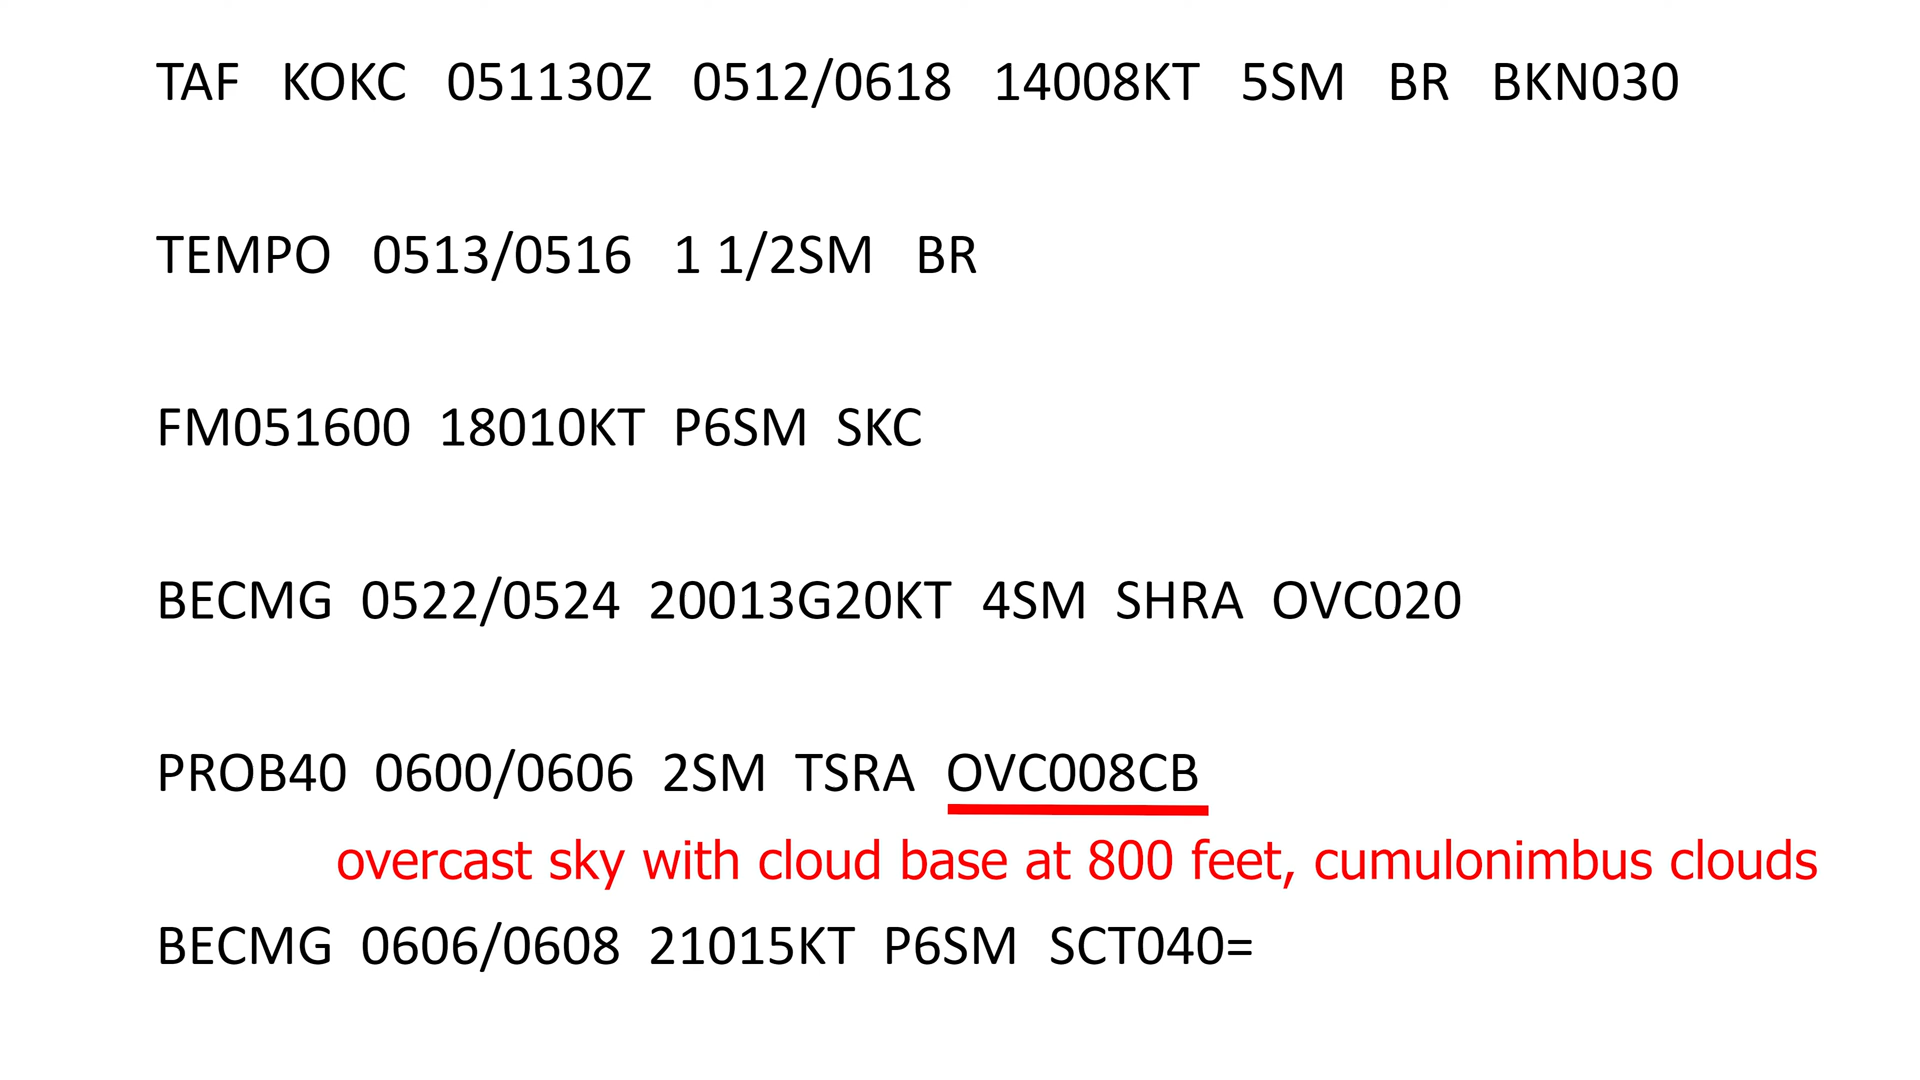 TAF KOKC 051130Z 0512/0618 14008KT 5SM BR BKN030
TEMPO 0513/0516 1 1/2SM BR
FM051600 18010KT P6SM SKC
BECMG 0522/0524 20013G20KT 4SM SHRA OVC020
PROB40 0600/0606 2SM TSRA OVC008CB
overcast sky with cloud base at 800 feet, cumulonimbus clouds
BECMG 0606/0608 21015KT P6SM SCT040=